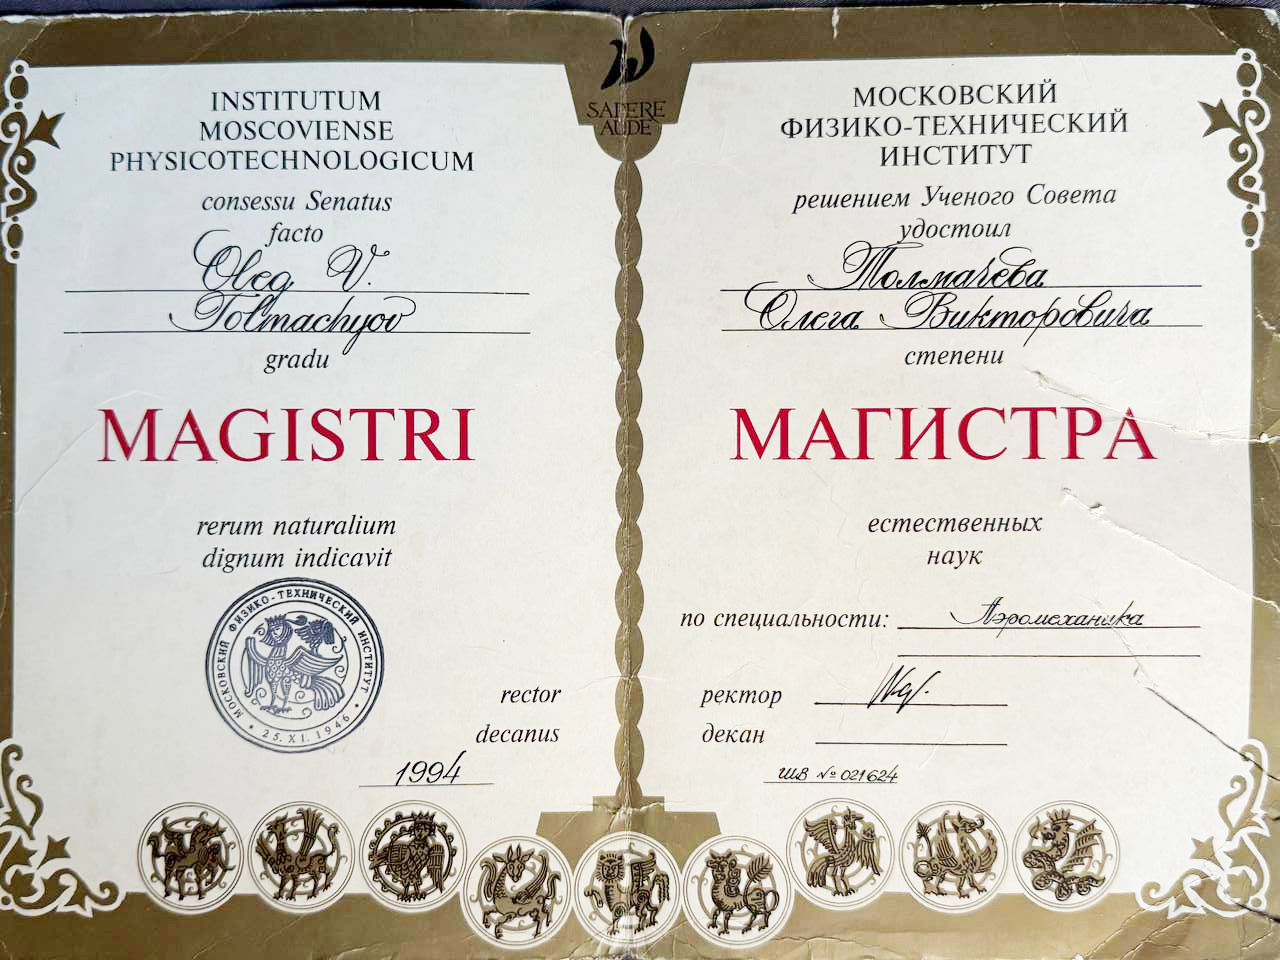 SAPERE
AUDE
INSTITUTUM
MOSCOVIENSE
PHYSICOTECHNOLOGICUM
consessu Senatus
facto
Oleg V.
Tolmachyov
gradu
MAGISTRI
rerum naturalium
dignum indicavit
МОСКОВСКИЙ ФИЗИКО-ТЕХНИЧЕСКИЙ ИНСТИТУТ
25.XI.1946
rector
decanus
1994
МОСКОВСКИЙ
ФИЗИКО-ТЕХНИЧЕСКИЙ
ИНСТИТУТ
решением Ученого Совета
удостоил
Толмачёва
Олега Викторовича
степени
МАГИСТРА
естественных
наук
по специальности: Аэромеханика
ректор
декан
ШВ № 021624